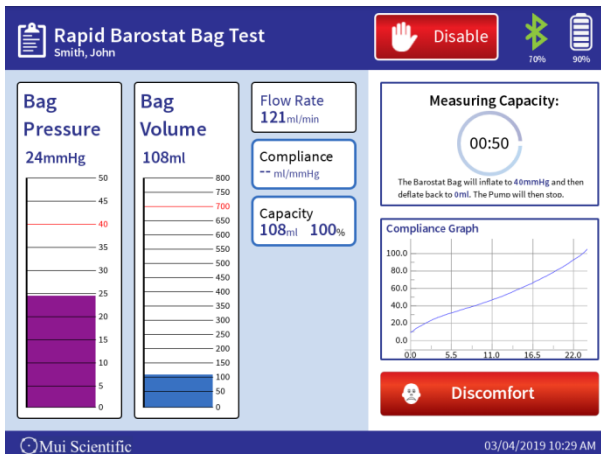 Rapid Barostat Bag Test
Smith, John
Disable
70%
90%
Bag
Pressure
24mmHg
50
45
40
35
30
25
20
15
10
5
0
Bag
Volume
108ml
800
750
700
650
600
550
500
450
400
350
300
250
200
150
100
50
0
Flow Rate
121ml/min
Compliance
-- ml/mmHg
Capacity
108ml 100%
Measuring Capacity:
00:50
The Barostat Bag will inflate to 40mmHg and then
deflate back to 0ml. The Pump will then stop.
Compliance Graph
100.0
80.0
60.0
40.0
20.0
0.0
0.0 5.5 11.0 16.5 22.0
Discomfort
Mui Scientific
03/04/2019 10:29 AM